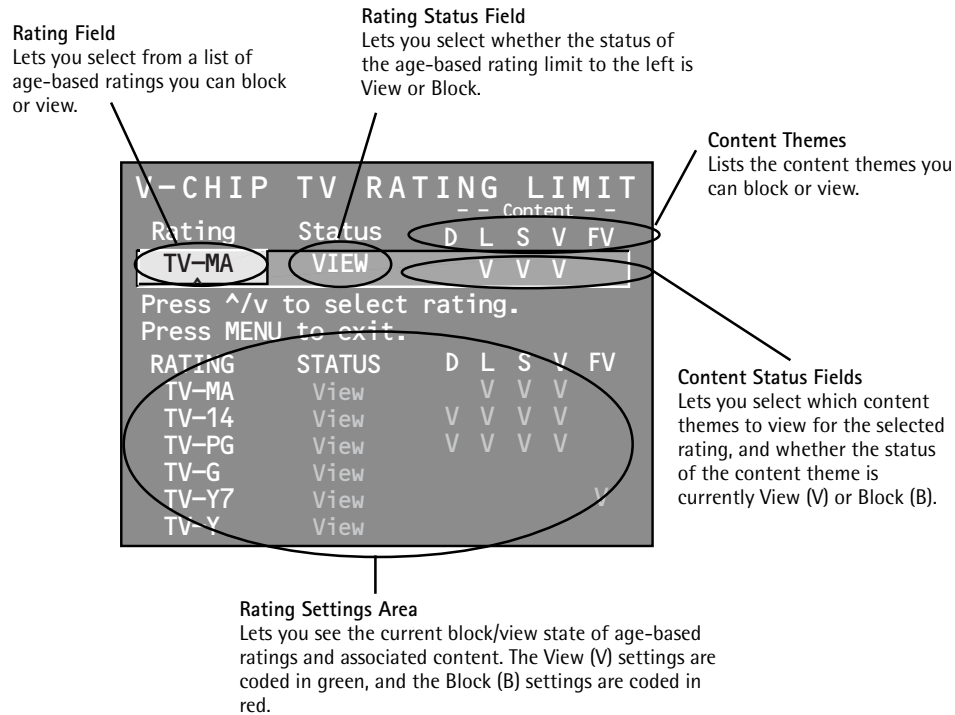 Rating Field
Lets you select from a list of
age-based ratings you can block
or view.
Rating Status Field
Lets you select whether the status of
the age-based rating limit to the left is
View or Block.
Content Themes
Lists the content themes you
can block or view.
V-CHIP TV RATING LIMIT
– – Content – –
Rating Status D L S V FV
TV-MA VIEW V V V
Press ^/v to select rating.
Press MENU to exit.
RATING STATUS D L S V FV
TV-MA View V V V
TV-14 View V V V V
TV-PG View V V V V
TV-G View
TV-Y7 View V
TV-Y View
Content Status Fields
Lets you select which content
themes to view for the selected
rating, and whether the status
of the content theme is
currently View (V) or Block (B).
Rating Settings Area
Lets you see the current block/view state of age-based
ratings and associated content. The View (V) settings are
coded in green, and the Block (B) settings are coded in
red.